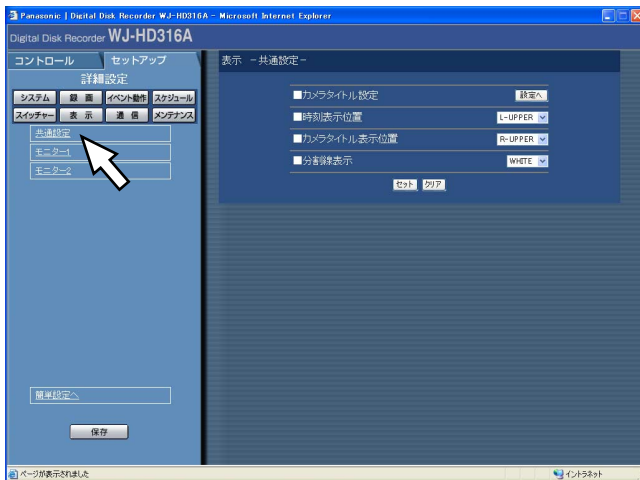 Panasonic | Digital Disk Recorder WJ-HD316A - Microsoft Internet Explorer
Digital Disk Recorder WJ-HD316A
コントロール セットアップ
詳細設定
システム 録画 イベント動作 スケジュール
スイッチャー 表示 通信 メンテナンス
共通設定
モニター1
モニター2
簡単設定へ
保存
表示 -共通設定-
■カメラタイトル設定 設定へ
■時刻表示位置 L-UPPER
■カメラタイトル表示位置 R-UPPER
■分割線表示 WHITE
セット クリア
ページが表示されました
イントラネット